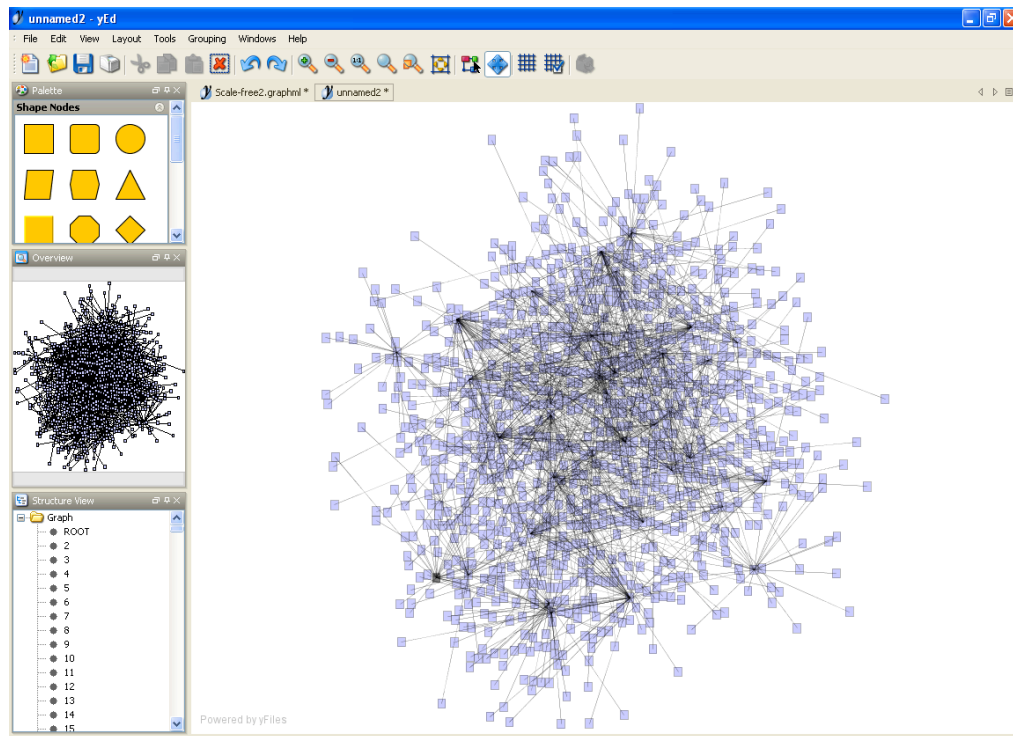 unnamed2 - yEd
File Edit View Layout Tools Grouping Windows Help
1:1
Palette
Scale-free2.graphml * unnamed2 *
Shape Nodes
Overview
Structure View
Graph
ROOT
2
3
4
5
6
7
8
9
10
11
12
13
14
15
Powered by yFiles